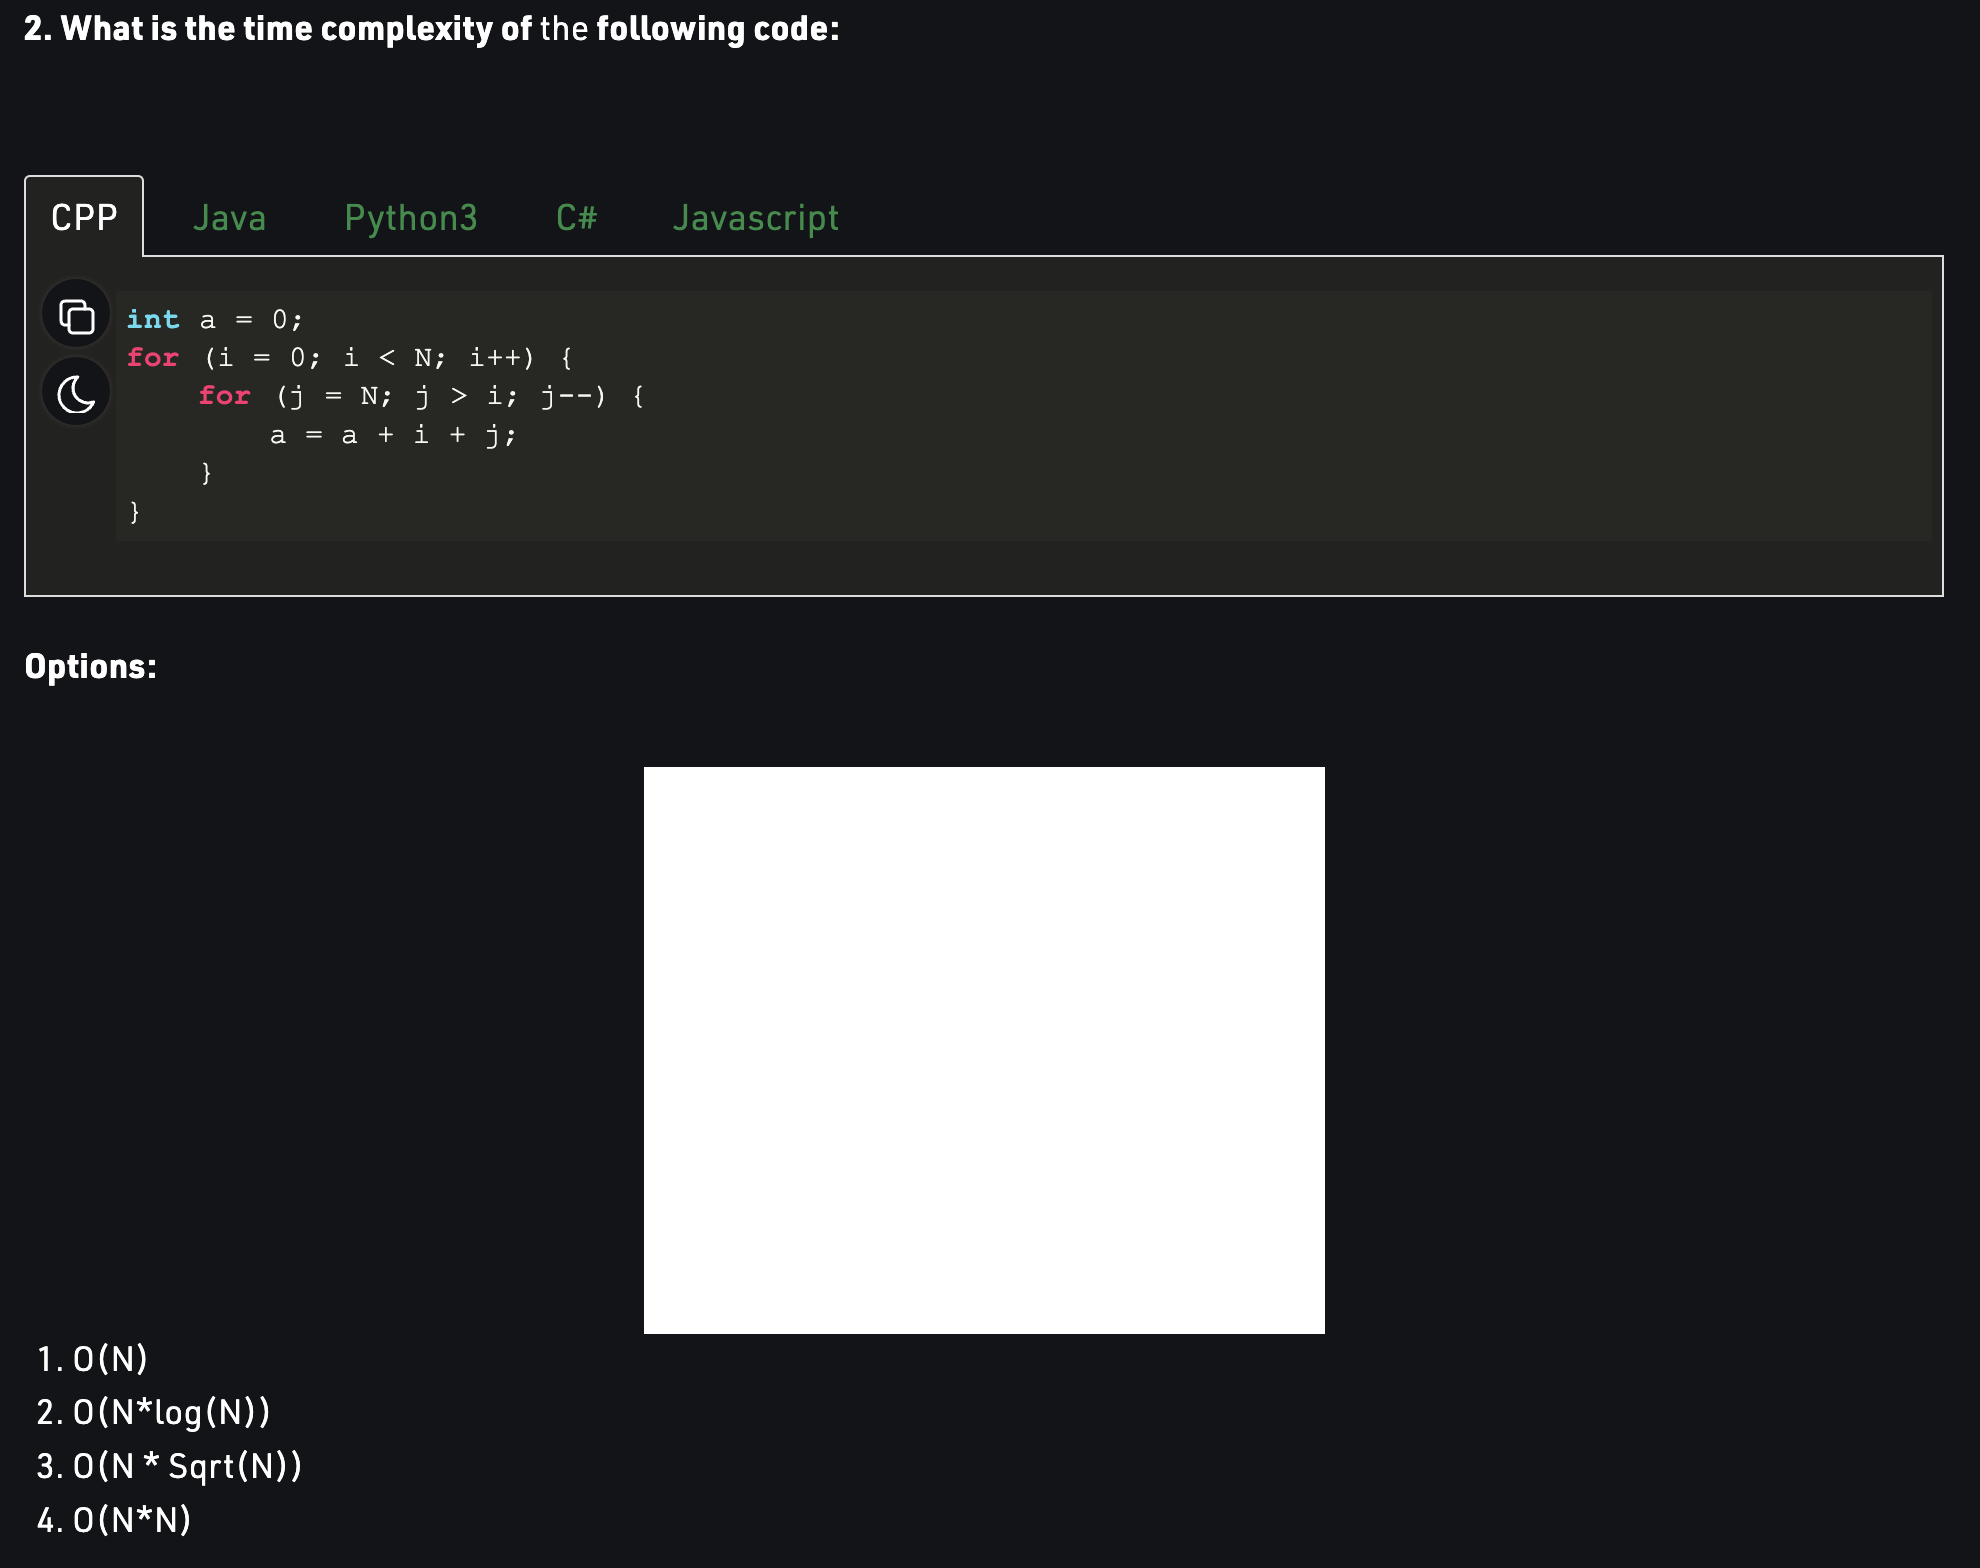 2. What is the time complexity of the following code:
CPP Java Python3 C# Javascript
int a = 0;
for (i = 0; i < N; i++) {
    for (j = N; j > i; j--) {
        a = a + i + j;
    }
}
Options:
1. O(N)
2. O(N*log(N))
3. O(N * Sqrt(N))
4. O(N*N)